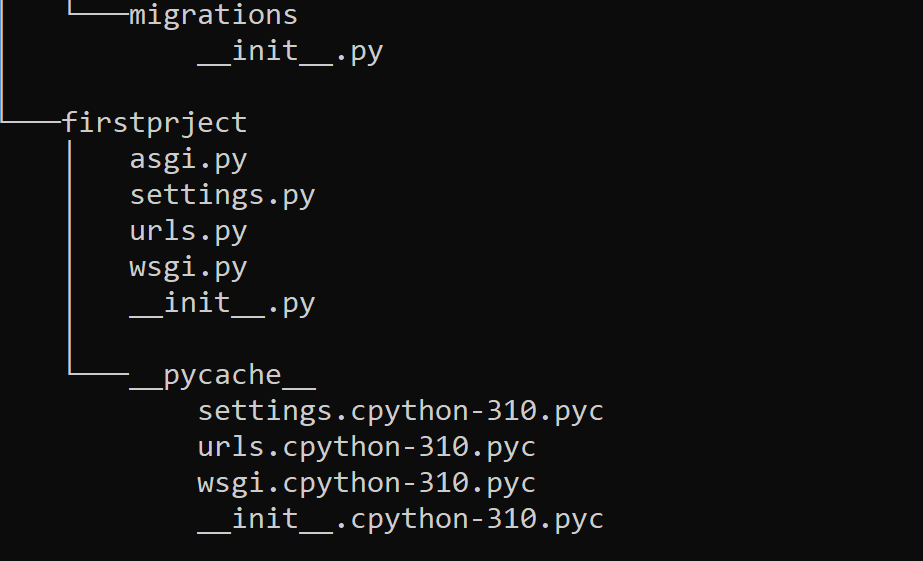 └───migrations
__init__.py
└───firstprject
asgi.py
settings.py
urls.py
wsgi.py
__init__.py
└───__pycache__
settings.cpython-310.pyc
urls.cpython-310.pyc
wsgi.cpython-310.pyc
__init__.cpython-310.pyc